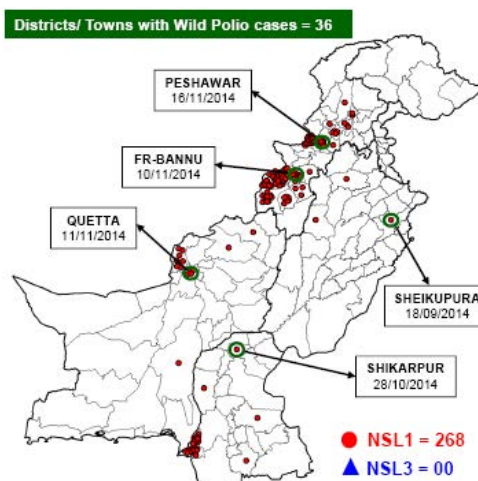 Districts/ Towns with Wild Polio cases = 36
PESHAWAR
16/11/2014
FR-BANNU
10/11/2014
QUETTA
11/11/2014
SHEIKUPURA
18/09/2014
SHIKARPUR
28/10/2014
NSL1 = 268
NSL3 = 00